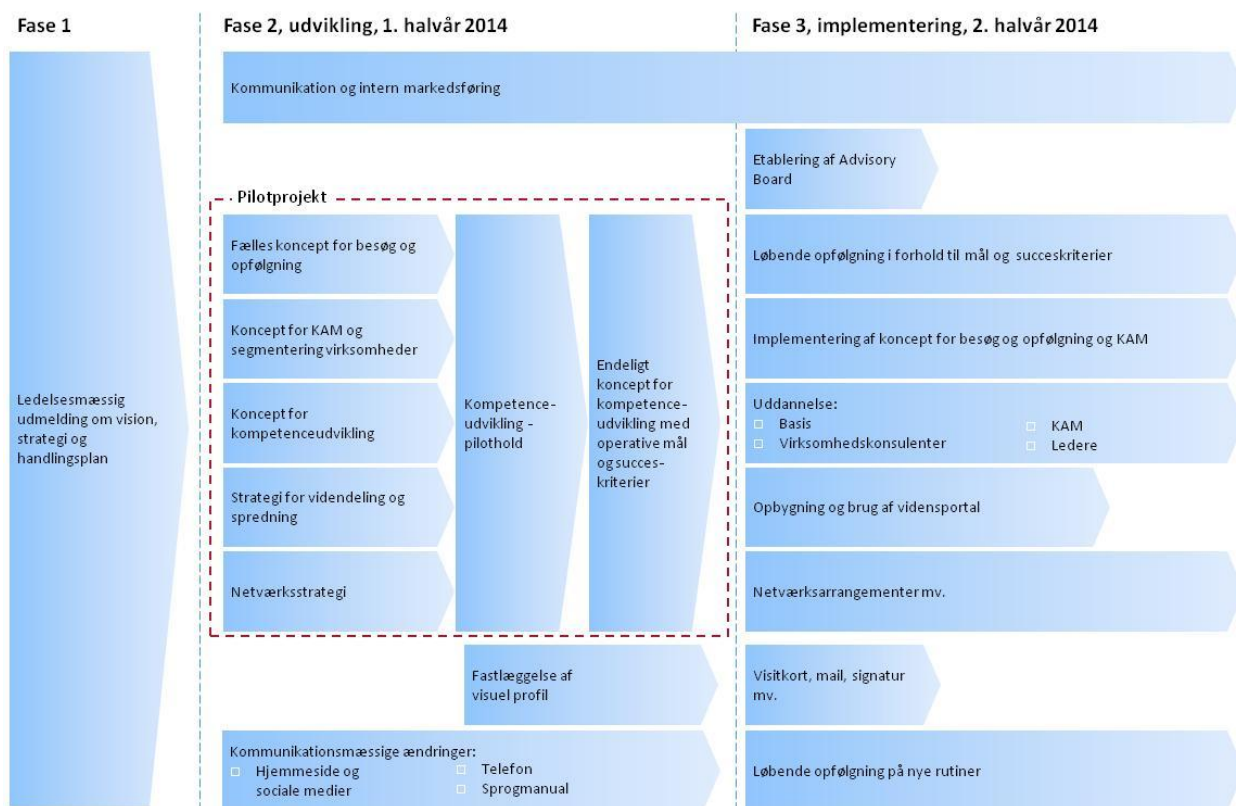 Fase 1
Fase 2, udvikling, 1. halvår 2014
Fase 3, implementering, 2. halvår 2014
Ledelsesmæssig
udmelding om vision,
strategi og
handlingsplan
Kommunikation og intern markedsføring
Pilotprojekt
Fælles koncept for besøg og
opfølgning
Koncept for KAM og
segmentering virksomheder
Koncept for
kompetenceudvikling
Strategi for videndeling og
spredning
Netværksstrategi
Kompetence-
udvikling -
pilothold
Endeligt
koncept for
kompetence-
udvikling med
operative mål
og succes-
kriterier
Fastlæggelse af
visuel profil
Kommunikationsmæssige ændringer:
Hjemmeside og
sociale medier
Telefon
Sprogmanual
Etablering af Advisory
Board
Løbende opfølgning i forhold til mål og succeskriterier
Implementering af koncept for besøg og opfølgning og KAM
Uddannelse:
Basis
Virksomhedskonsulenter
KAM
Ledere
Opbygning og brug af vidensportal
Netværksarrangementer mv.
Visitkort, mail, signatur
mv.
Løbende opfølgning på nye rutiner